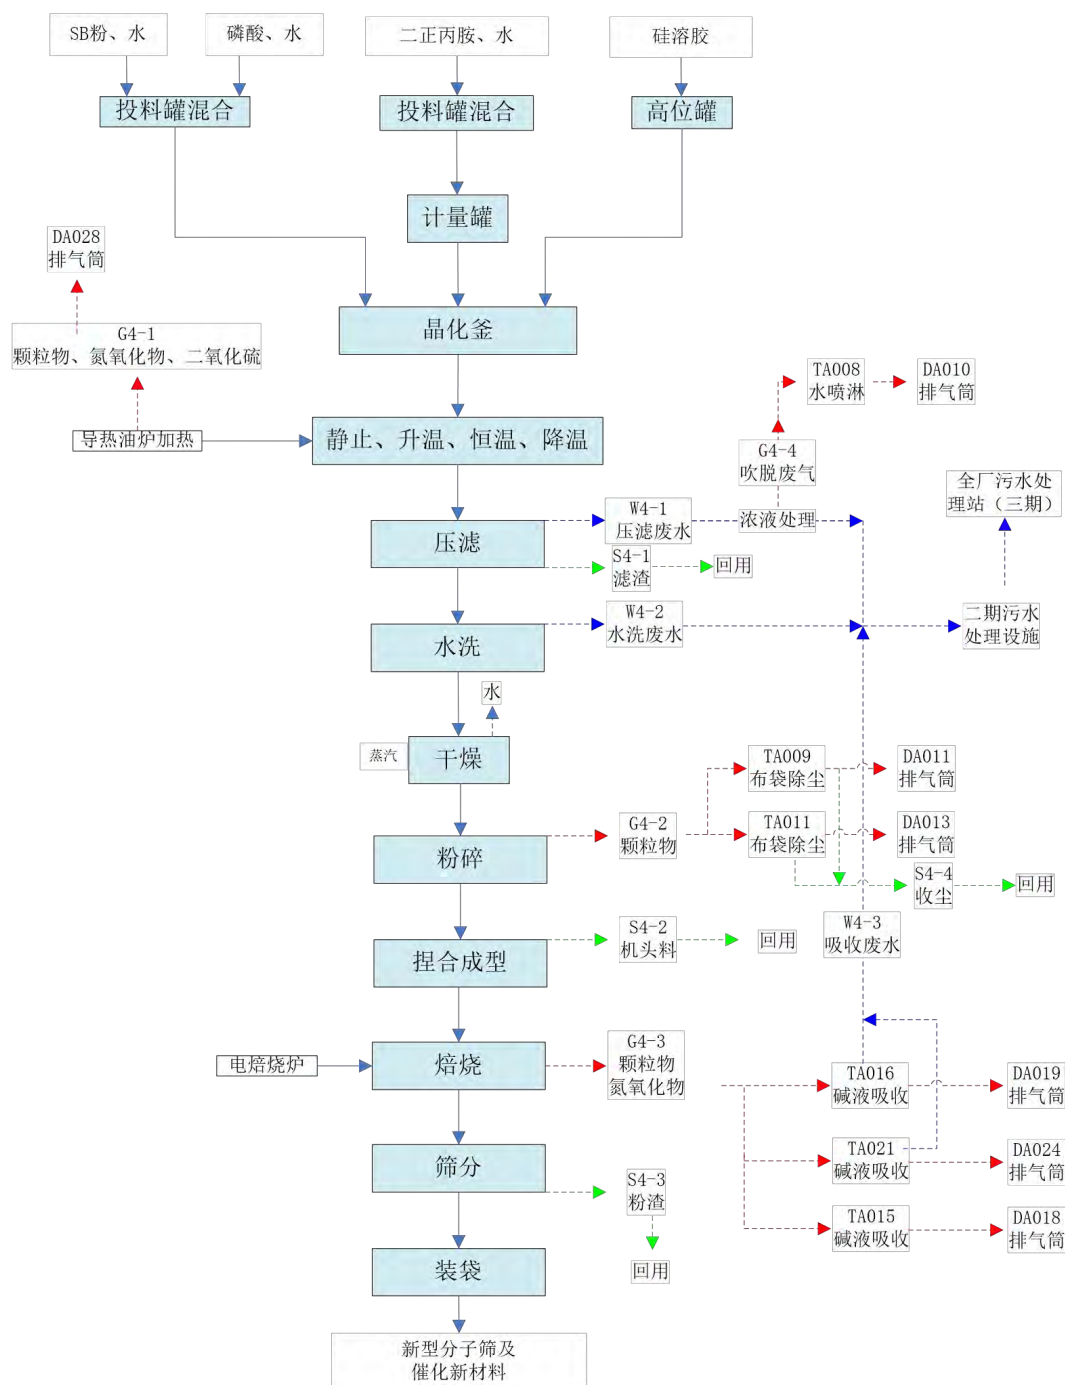 SB粉、水
磷酸、水
二正丙胺、水
硅溶胶
投料罐混合
投料罐混合
高位罐
计量罐
DA028
排气筒
G4-1
颗粒物、氮氧化物、二氧化硫
晶化釜
TA008
水喷淋
DA010
排气筒
导热油炉加热
静止、升温、恒温、降温
G4-4
吹脱废气
全厂污水处
理站（三期）
压滤
W4-1
压滤废水
浓液处理
S4-1
滤渣
回用
水洗
W4-2
水洗废水
二期污水
处理设施
水
蒸汽
干燥
TA009
布袋除尘
DA011
排气筒
粉碎
G4-2
颗粒物
TA011
布袋除尘
DA013
排气筒
S4-4
收尘
回用
捏合成型
S4-2
机头料
回用
W4-3
吸收废水
电焙烧炉
焙烧
G4-3
颗粒物
氮氧化物
TA016
碱液吸收
DA019
排气筒
筛分
TA021
碱液吸收
DA024
排气筒
S4-3
粉渣
TA015
碱液吸收
DA018
排气筒
装袋
回用
新型分子筛及
催化新材料